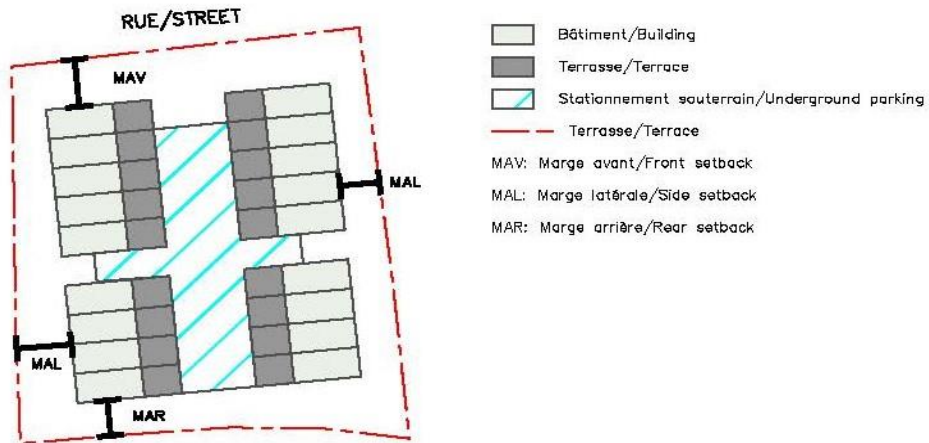 RUE/STREET
MAV
MAL
MAL
MAR
Bâtiment/Building
Terrasse/Terrace
Stationnement souterrain/Underground parking
Terrasse/Terrace
MAV: Marge avant/Front setback
MAL: Marge latérale/Side setback
MAR: Marge arrière/Rear setback